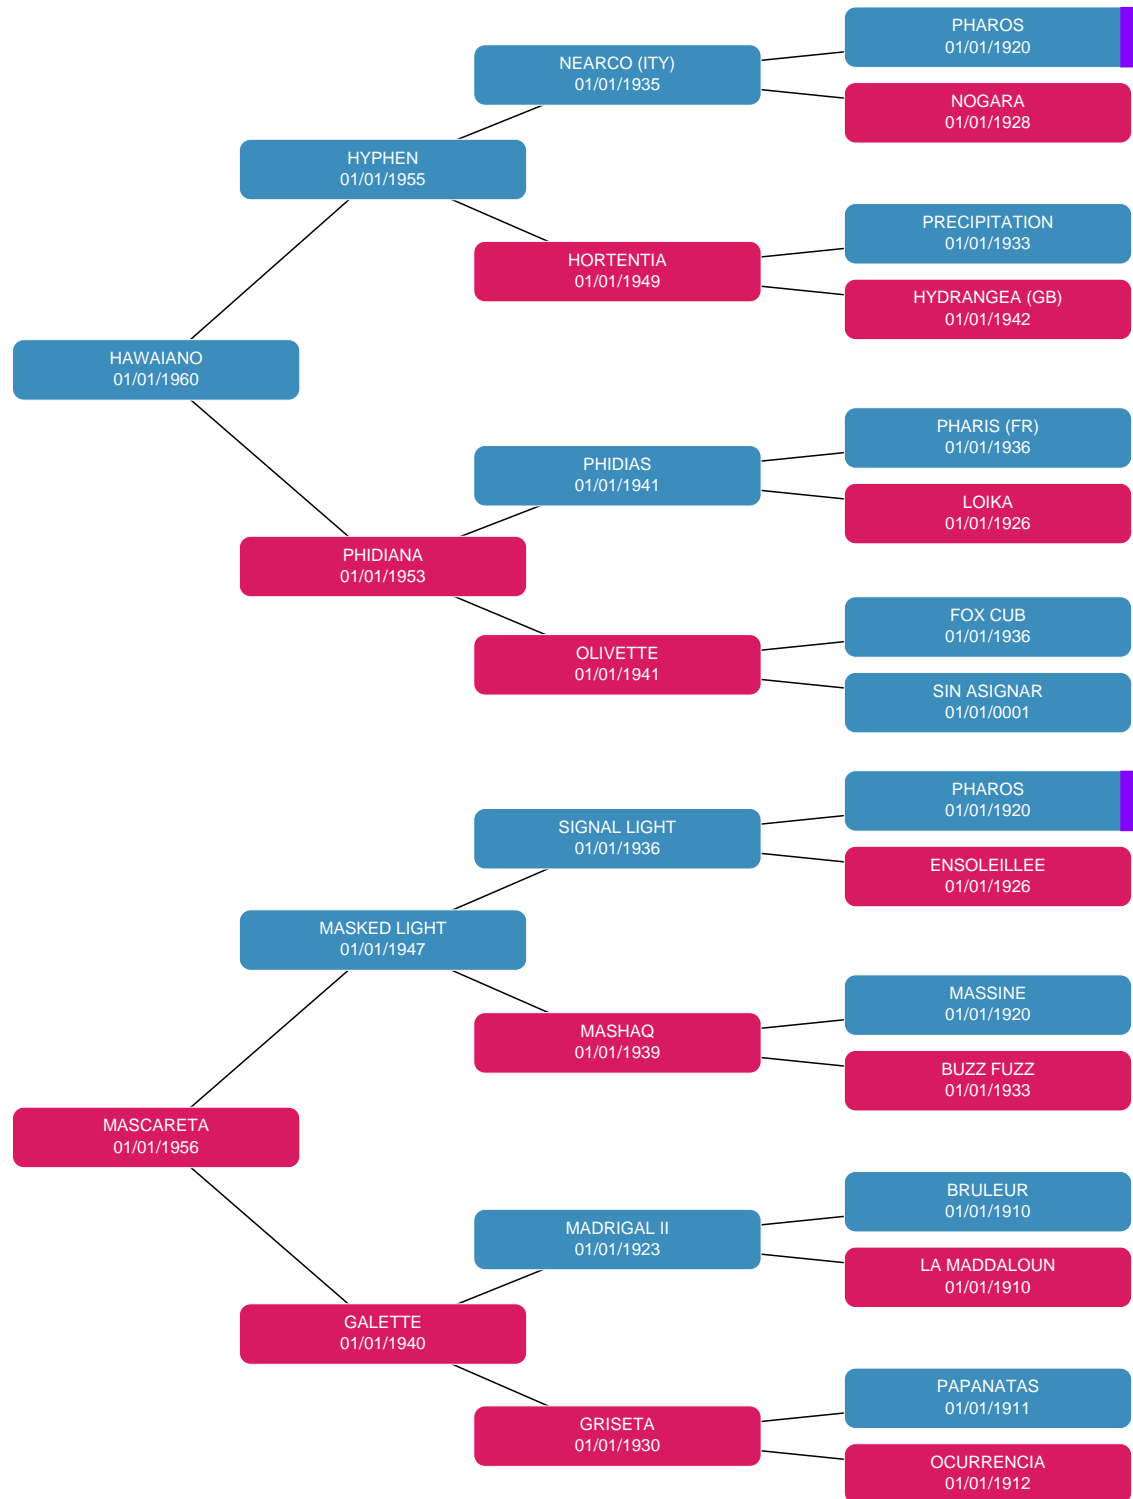 PHAROS
01/01/1920
NEARCO (ITY)
01/01/1935
NOGARA
01/01/1928
HYPHEN
01/01/1955
PRECIPITATION
01/01/1933
HORTENTIA
01/01/1949
HYDRANGEA (GB)
01/01/1942
HAWAIANO
01/01/1960
PHARIS (FR)
01/01/1936
PHIDIAS
01/01/1941
LOIKA
01/01/1926
PHIDIANA
01/01/1953
FOX CUB
01/01/1936
OLIVETTE
01/01/1941
SIN ASIGNAR
01/01/0001
PHAROS
01/01/1920
SIGNAL LIGHT
01/01/1936
ENSOLEILLEE
01/01/1926
MASKED LIGHT
01/01/1947
MASSINE
01/01/1920
MASHAQ
01/01/1939
BUZZ FUZZ
01/01/1933
MASCARETA
01/01/1956
BRULEUR
01/01/1910
MADRIGAL II
01/01/1923
LA MADDALOUN
01/01/1910
GALETTE
01/01/1940
PAPANATAS
01/01/1911
GRISETA
01/01/1930
OCURRENCIA
01/01/1912